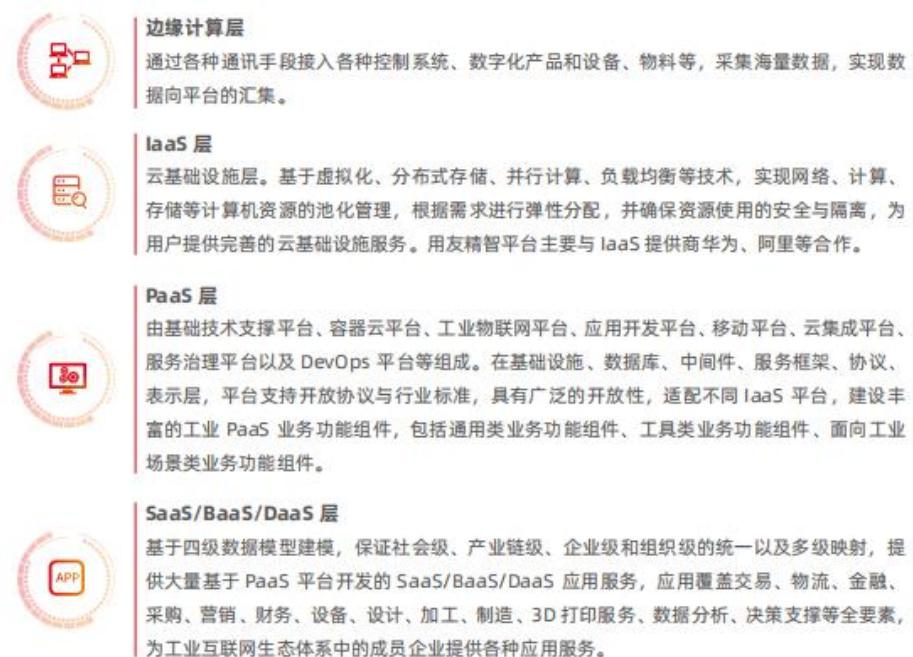 边缘计算层
通过各种通讯手段接入各种控制系统、数字化产品和设备、物料等，采集海量数据，实现数
据向平台的汇集。
IaaS 层
云基础设施层。基于虚拟化、分布式存储、并行计算、负载均衡等技术，实现网络、计算、
存储等计算机资源的池化管理，根据需求进行弹性分配，并确保资源使用的安全与隔离，为
用户提供完善的云基础设施服务。用友精智平台主要与 IaaS 提供商华为、阿里等合作。
PaaS 层
由基础技术支撑平台、容器云平台、工业物联网平台、应用开发平台、移动平台、云集成平台、
服务治理平台以及 DevOps 平台等组成。在基础设施、数据库、中间件、服务框架、协议、
表示层，平台支持开放协议与行业标准，具有广泛的开放性，适配不同 IaaS 平台，建设丰
富的工业 PaaS 业务功能组件，包括通用类业务功能组件、工具类业务功能组件、面向工业
场景类业务功能组件。
SaaS/BaaS/DaaS 层
基于四级数据模型建模，保证社会级、产业链级、企业级和组织级的统一以及多级映射，提
供大量基于 PaaS 平台开发的 SaaS/BaaS/DaaS 应用服务，应用覆盖交易、物流、金融、
APP
采购、营销、财务、设备、设计、加工、制造、3D 打印服务、数据分析、决策支撑等全要素，
为工业互联网生态体系中的成员企业提供各种应用服务。